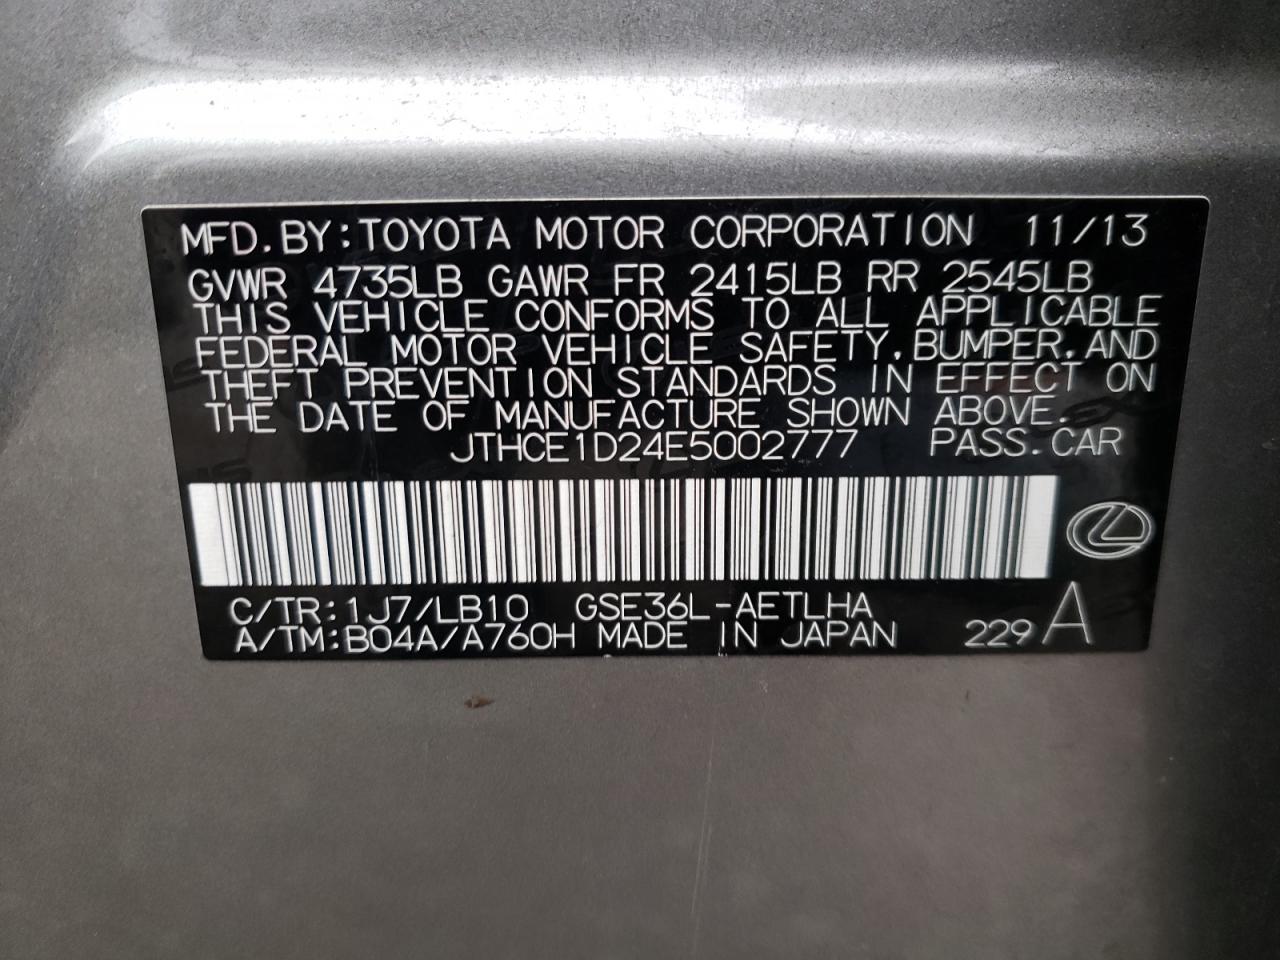 MFD.BY:TOYOTA MOTOR CORPORATION 11/13
GVWR 4735LB GAWR FR 2415LB RR 2545LB
THIS VEHICLE CONFORMS TO ALL APPLICABLE
FEDERAL MOTOR VEHICLE SAFETY,BUMPER,AND
THEFT PREVENTION STANDARDS IN EFFECT ON
THE DATE OF MANUFACTURE SHOWN ABOVE.
JTHCE1D24E5002777 PASS.CAR
C/TR:1J7/LB10 GSE36L-AETLHA
A/TM:B04A/A760H MADE IN JAPAN 229 A